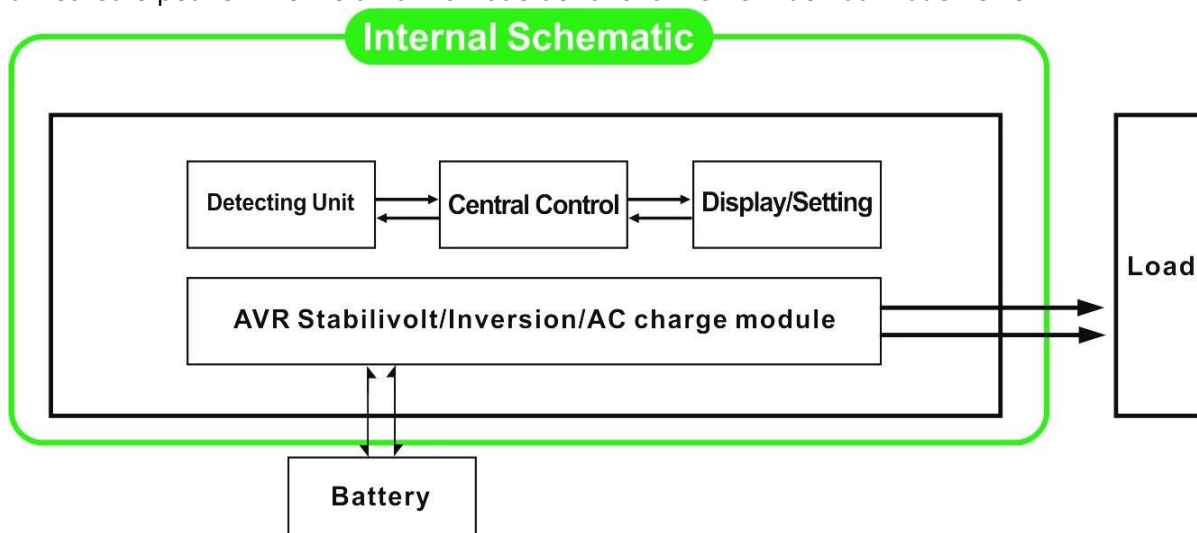 Internal Schematic
Detecting Unit
Central Control
Display/Setting
Load
AVR Stabilivolt/Inversion/AC charge module
Battery